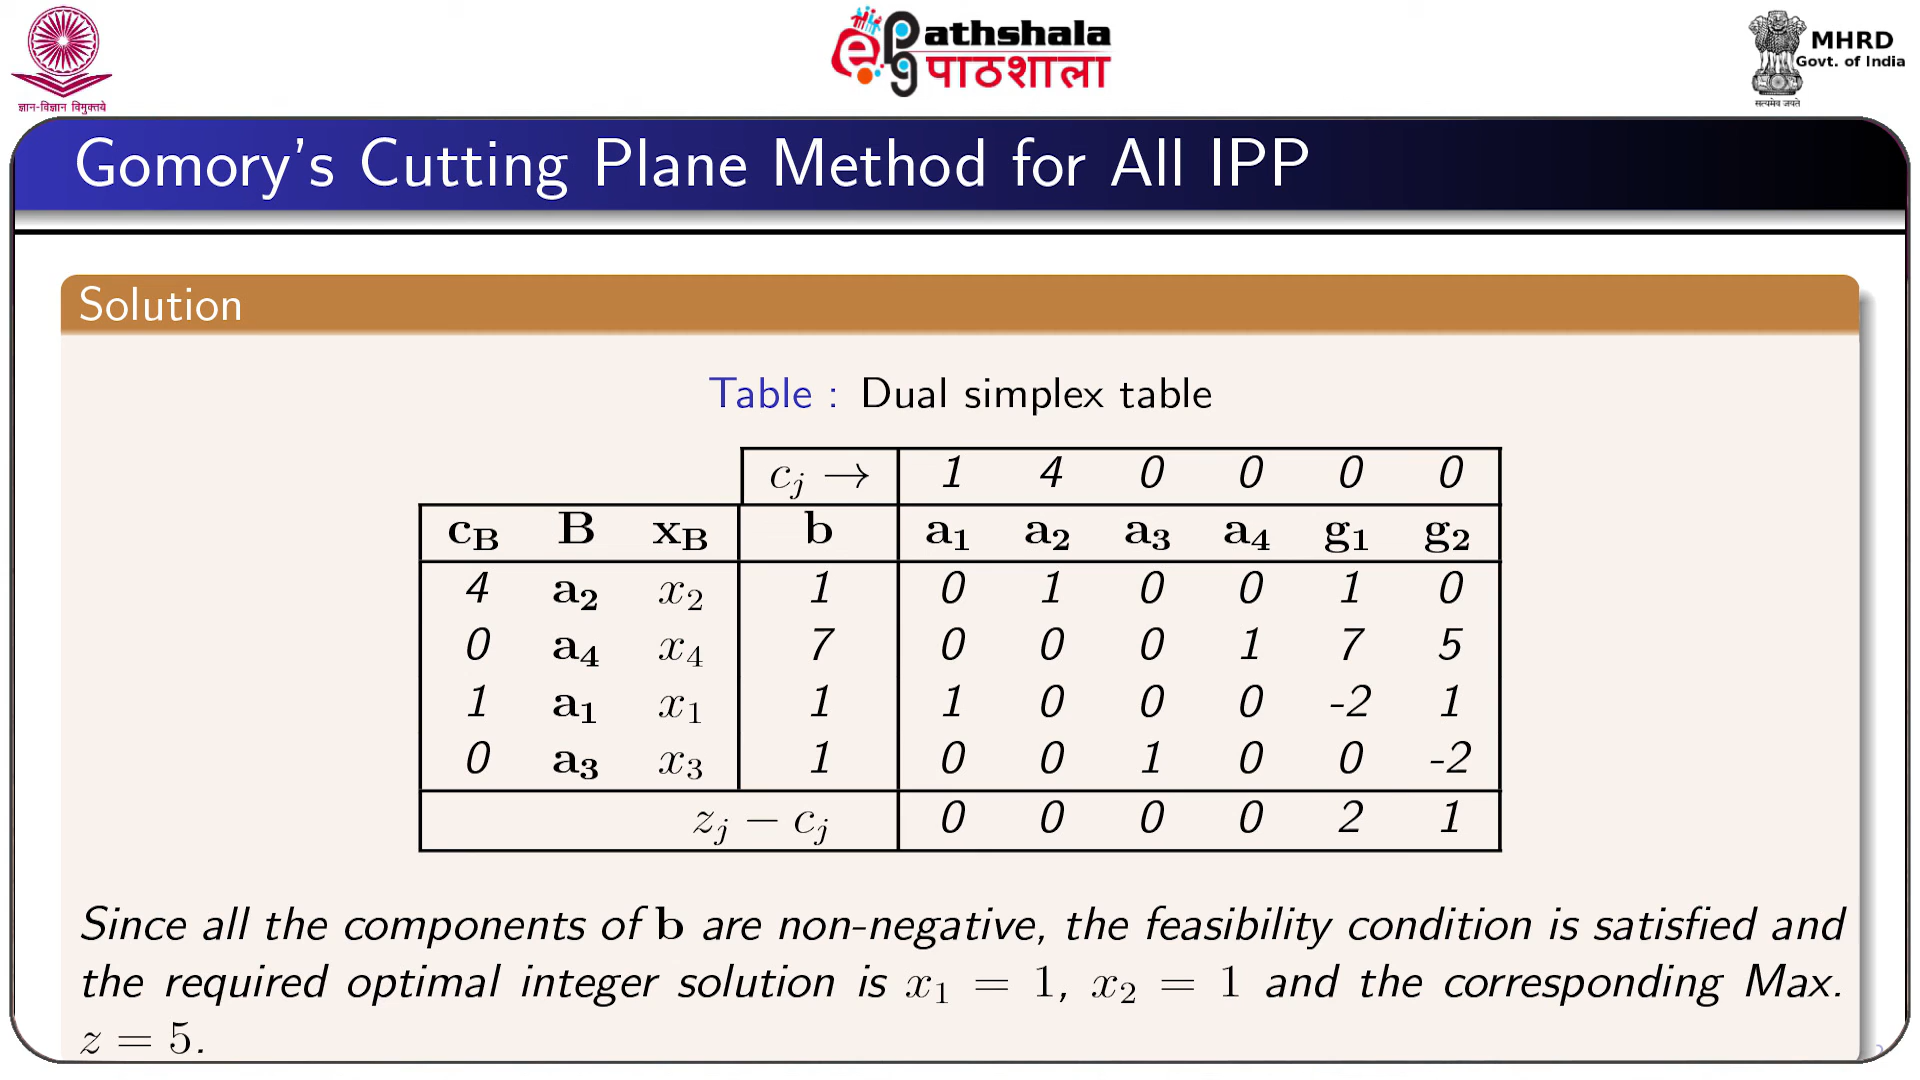 ज्ञान-विज्ञान विमुक्तये
ePathshala
पाठशाला
MHRD
Govt. of India
सत्यमेव जयते
Gomory's Cutting Plane Method for All IPP
Solution
Table : Dual simplex table
c_j → 1 4 0 0 0 0
c_B B x_B b a_1 a_2 a_3 a_4 g_1 g_2
4 a_2 x_2 1 0 1 0 0 1 0
0 a_4 x_4 7 0 0 0 1 7 5
1 a_1 x_1 1 1 0 0 0 -2 1
0 a_3 x_3 1 0 0 1 0 0 -2
z_j − c_j 0 0 0 0 2 1
Since all the components of b are non-negative, the feasibility condition is satisfied and
the required optimal integer solution is x_1 = 1, x_2 = 1 and the corresponding Max.
z = 5.